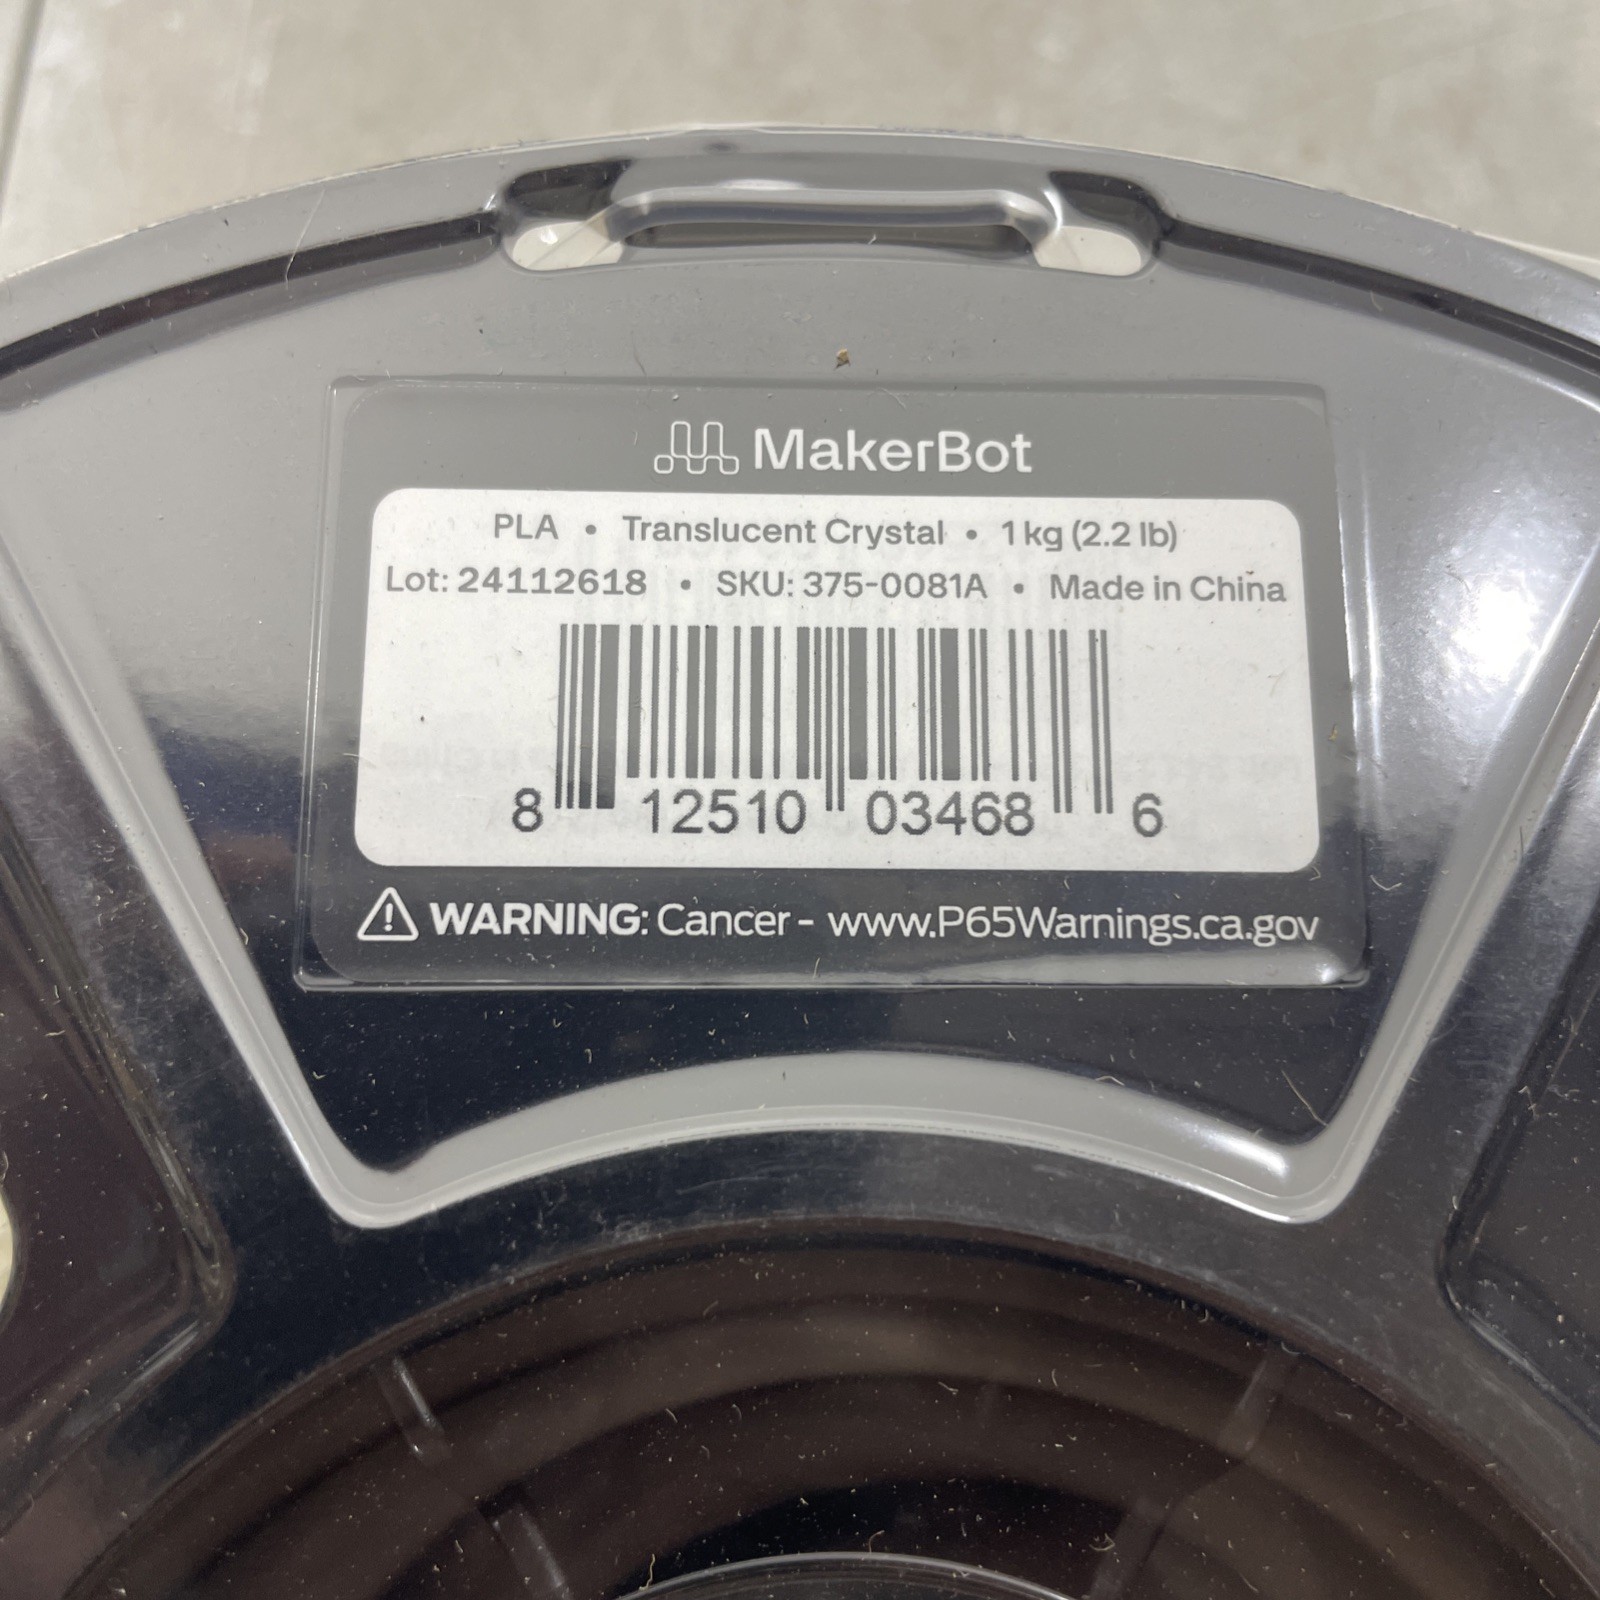 MakerBot
PLA • Translucent Crystal • 1 kg (2.2 lb)
Lot: 24112618 • SKU: 375-0081A • Made in China
8 12510 03468 6
WARNING: Cancer - www.P65Warnings.ca.gov